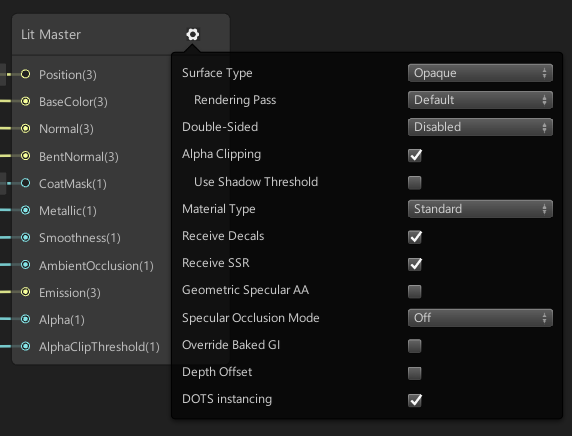 Lit Master
Position(3)
BaseColor(3)
Normal(3)
BentNormal(3)
CoatMask(1)
Metallic(1)
Smoothness(1)
AmbientOcclusion(1)
Emission(3)
Alpha(1)
AlphaClipThreshold(1)
Surface Type Opaque
Rendering Pass Default
Double-Sided Disabled
Alpha Clipping
Use Shadow Threshold
Material Type Standard
Receive Decals
Receive SSR
Geometric Specular AA
Specular Occlusion Mode Off
Override Baked GI
Depth Offset
DOTS instancing